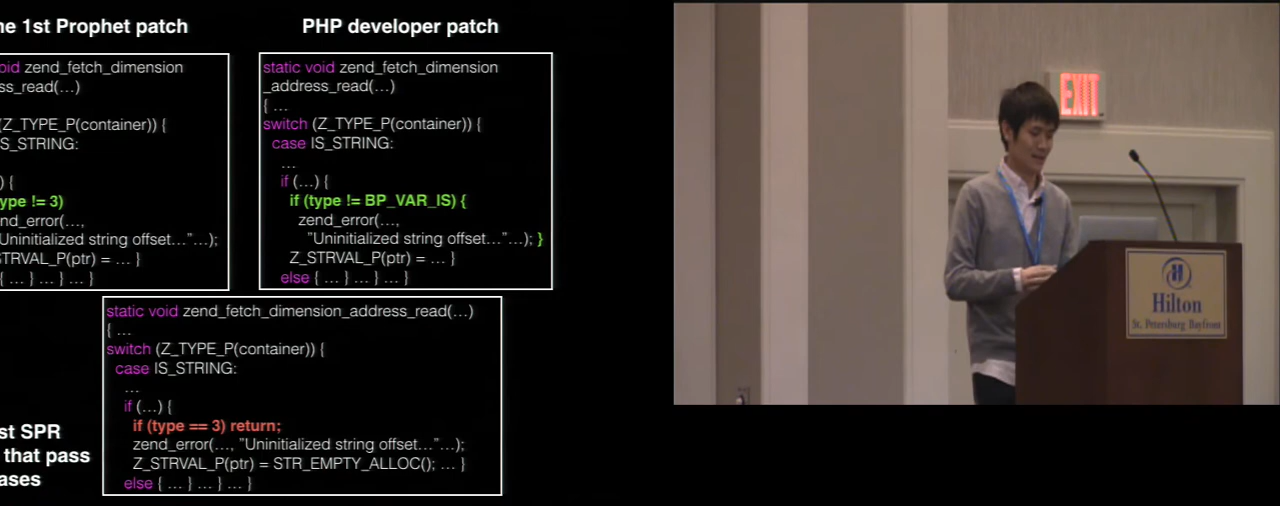 ne 1st Prophet patch
oid zend_fetch_dimension
ss_read(…)
(Z_TYPE_P(container)) {
S_STRING:
) {
ype != 3)
nd_error(…,
Uninitialized string offset…”…);
STRVAL_P(ptr) = … }
{ … } … } … }
PHP developer patch
static void zend_fetch_dimension
_address_read(…)
{ …
switch (Z_TYPE_P(container)) {
case IS_STRING:
…
if (…) {
if (type != BP_VAR_IS) {
zend_error(…,
”Uninitialized string offset…”…); }
Z_STRVAL_P(ptr) = … }
else { … } … } … }
st SPR
that pass
ases
static void zend_fetch_dimension_address_read(…)
{ …
switch (Z_TYPE_P(container)) {
case IS_STRING:
…
if (…) {
if (type == 3) return;
zend_error(…, ”Uninitialized string offset…”…);
Z_STRVAL_P(ptr) = STR_EMPTY_ALLOC(); … }
else { … } … } … }
EXIT
Hilton
St. Petersburg Bayfront